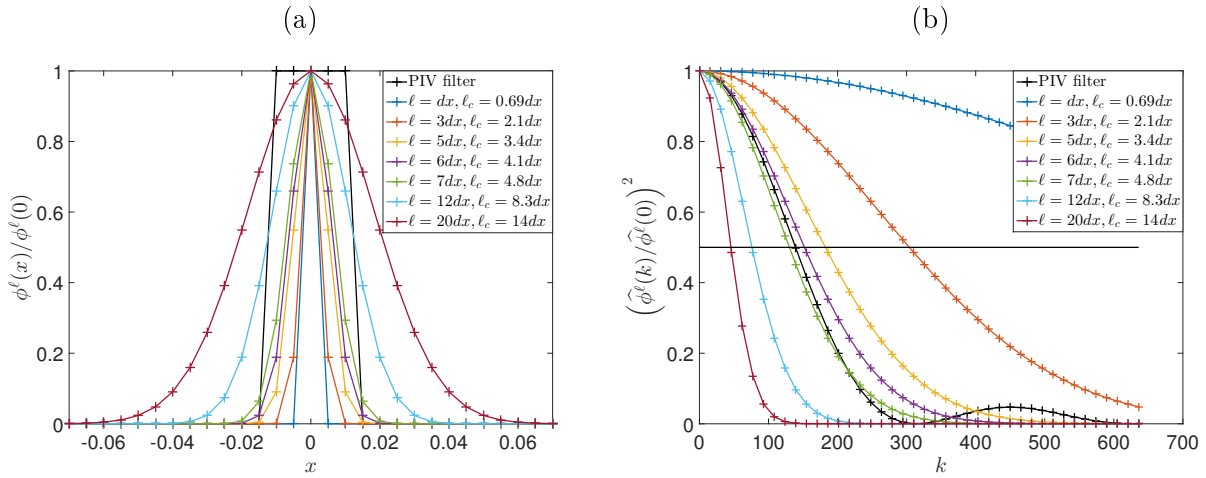 (a)
φ^ℓ(x)/φ^ℓ(0)
1
0.8
0.6
0.4
0.2
0
-0.06 -0.04 -0.02 0 0.02 0.04 0.06
x
PIV filter
ℓ = dx, ℓ_c = 0.69dx
ℓ = 3dx, ℓ_c = 2.1dx
ℓ = 5dx, ℓ_c = 3.4dx
ℓ = 6dx, ℓ_c = 4.1dx
ℓ = 7dx, ℓ_c = 4.8dx
ℓ = 12dx, ℓ_c = 8.3dx
ℓ = 20dx, ℓ_c = 14dx
(b)
(φ̂^ℓ(k)/φ̂^ℓ(0))^2
1
0.8
0.6
0.4
0.2
0
0 100 200 300 400 500 600 700
k
PIV filter
ℓ = dx, ℓ_c = 0.69dx
ℓ = 3dx, ℓ_c = 2.1dx
ℓ = 5dx, ℓ_c = 3.4dx
ℓ = 6dx, ℓ_c = 4.1dx
ℓ = 7dx, ℓ_c = 4.8dx
ℓ = 12dx, ℓ_c = 8.3dx
ℓ = 20dx, ℓ_c = 14dx